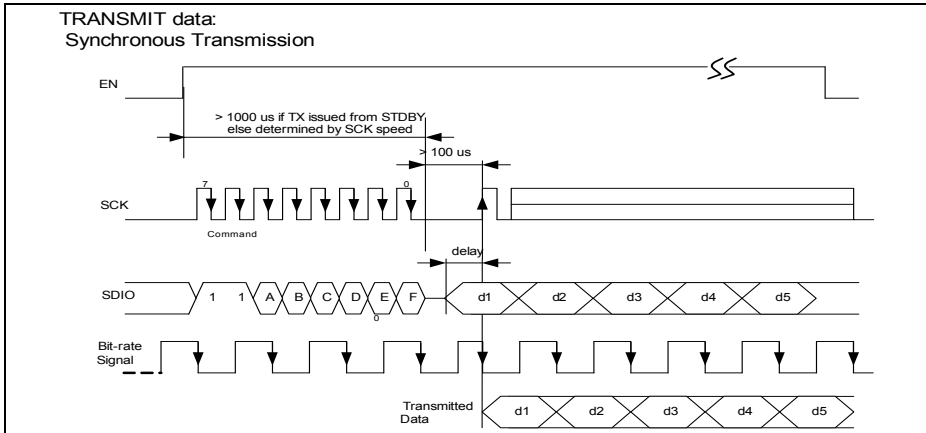 TRANSMIT data:
Synchronous Transmission
EN
> 1000 us if TX issued from STDBY
else determined by SCK speed
> 100 us
7
0
SCK
Command
delay
SDIO
1 1 A B C D E F d1 d2 d3 d4 d5
0
Bit-rate
Signal
Transmitted
Data
d1 d2 d3 d4 d5